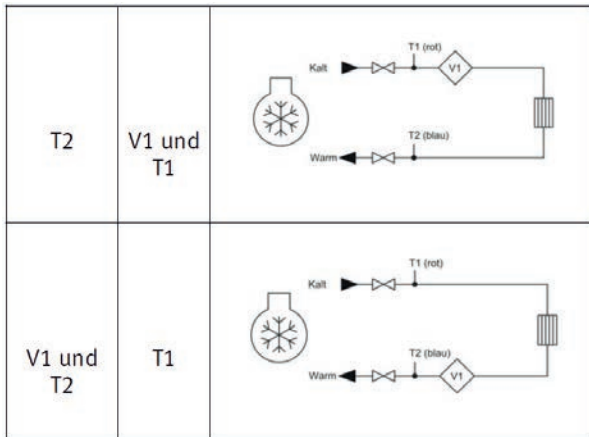 T2
V1 und
T1
Kalt
T1 (rot)
V1
T2 (blau)
Warm
V1 und
T2
T1
Kalt
T1 (rot)
T2 (blau)
Warm
V1